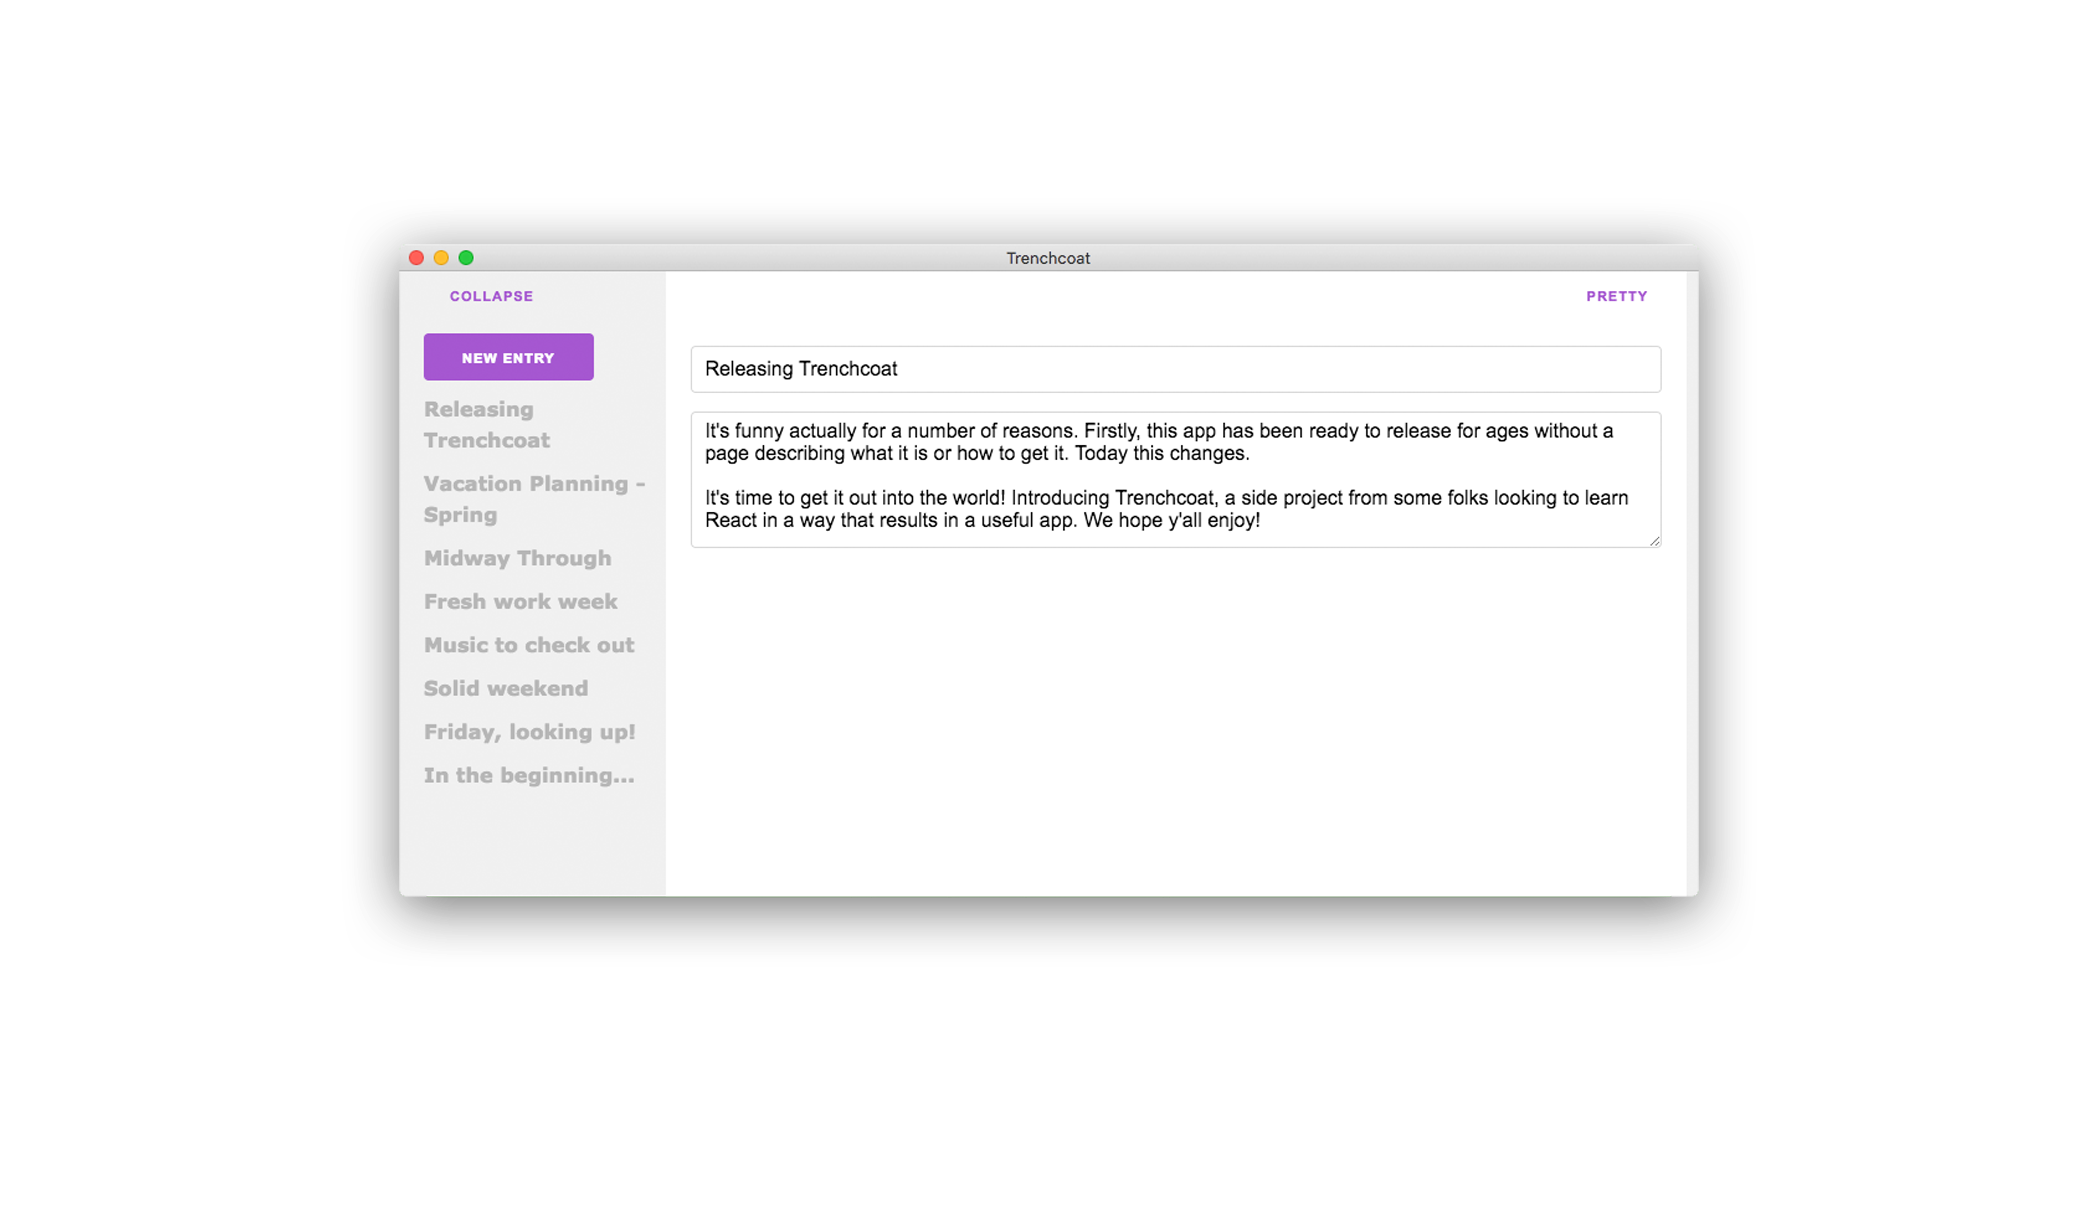 Trenchcoat
COLLAPSE
PRETTY
NEW ENTRY
Releasing
Trenchcoat
Vacation Planning -
Spring
Midway Through
Fresh work week
Music to check out
Solid weekend
Friday, looking up!
In the beginning...
Releasing Trenchcoat
It's funny actually for a number of reasons. Firstly, this app has been ready to release for ages without a
page describing what it is or how to get it. Today this changes.
It's time to get it out into the world! Introducing Trenchcoat, a side project from some folks looking to learn
React in a way that results in a useful app. We hope y'all enjoy!